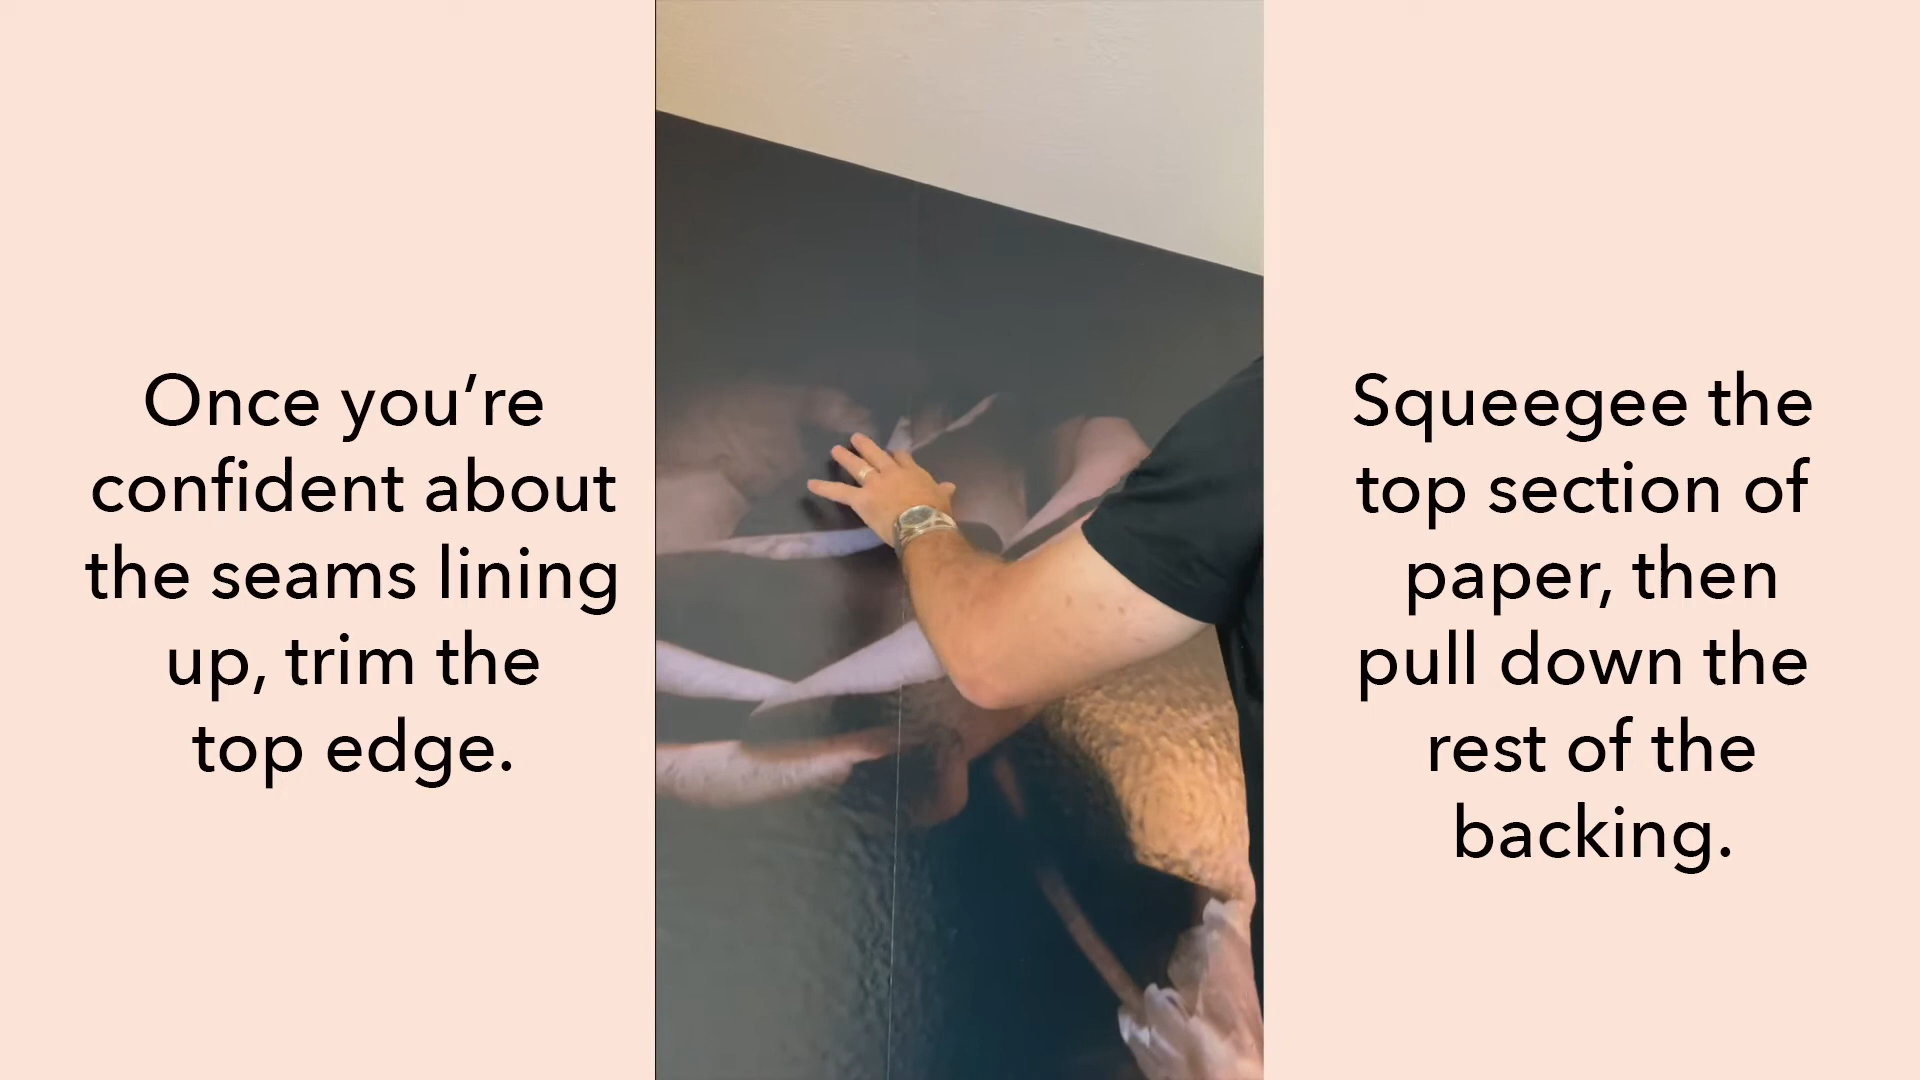 Once you’re
confident about
the seams lining
up, trim the
top edge.
Squeegee the
top section of
paper, then
pull down the
rest of the
backing.